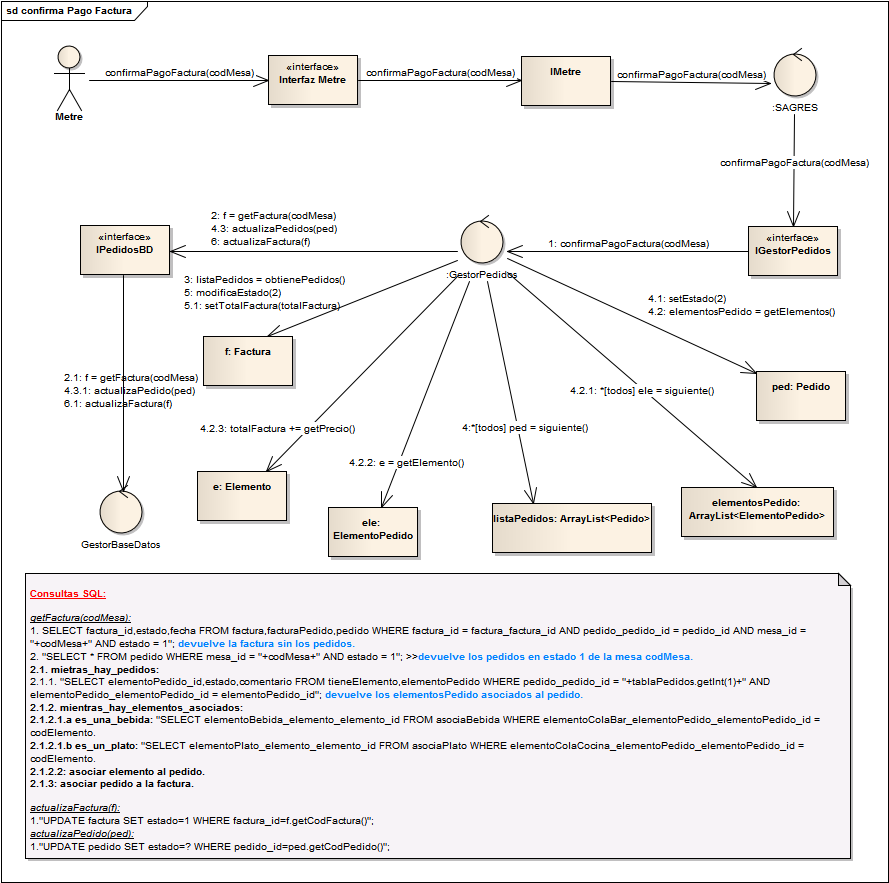 sd confirma Pago Factura
Metre
confirmaPagoFactura(codMesa)
«interface»
Interfaz Metre
confirmaPagoFactura(codMesa)
IMetre
confirmaPagoFactura(codMesa)
:SAGRES
confirmaPagoFactura(codMesa)
«interface»
IPedidosBD
2: f = getFactura(codMesa)
4.3: actualizaPedidos(ped)
6: actualizaFactura(f)
:GestorPedidos
1: confirmaPagoFactura(codMesa)
«interface»
IGestorPedidos
3: listaPedidos = obtienePedidos()
5: modificaEstado(2)
5.1: setTotalFactura(totalFactura)
4.1: setEstado(2)
4.2: elementosPedido = getElementos()
f: Factura
2.1: f = getFactura(codMesa)
4.3.1: actualizaPedido(ped)
6.1: actualizaFactura(f)
ped: Pedido
4.2.1: *[todos] ele = siguiente()
4.2.3: totalFactura += getPrecio()
4:*[todos] ped = siguiente()
4.2.2: e = getElemento()
e: Elemento
ele:
ElementoPedido
listaPedidos: ArrayList<Pedido>
elementosPedido:
ArrayList<ElementoPedido>
GestorBaseDatos
Consultas SQL:
getFactura(codMesa):
1. SELECT factura_id,estado,fecha FROM factura,facturaPedido,pedido WHERE factura_id = factura_factura_id AND pedido_pedido_id = pedido_id AND mesa_id =
"+codMesa+" AND estado = 1"; devuelve la factura sin los pedidos.
2. "SELECT * FROM pedido WHERE mesa_id = "+codMesa+" AND estado = 1"; >>devuelve los pedidos en estado 1 de la mesa codMesa.
2.1. mietras_hay_pedidos:
2.1.1. "SELECT elementoPedido_id,estado,comentario FROM tieneElemento,elementoPedido WHERE pedido_pedido_id = "+tablaPedidos.getInt(1)+" AND
elementoPedido_elementoPedido_id = elementoPedido_id"; devuelve los elementosPedido asociados al pedido.
2.1.2. mientras_hay_elementos_asociados:
2.1.2.1.a es_una_bebida: "SELECT elementoBebida_elemento_elemento_id FROM asociaBebida WHERE elementoColaBar_elementoPedido_elementoPedido_id =
codElemento.
2.1.2.1.b es_un_plato: "SELECT elementoPlato_elemento_elemento_id FROM asociaPlato WHERE elementoColaCocina_elementoPedido_elementoPedido_id =
codElemento.
2.1.2.2: asociar elemento al pedido.
2.1.3: asociar pedido a la factura.
actualizaFactura(f):
1."UPDATE factura SET estado=1 WHERE factura_id=f.getCodFactura()";
actualizaPedido(ped):
1."UPDATE pedido SET estado=? WHERE pedido_id=ped.getCodPedido()";